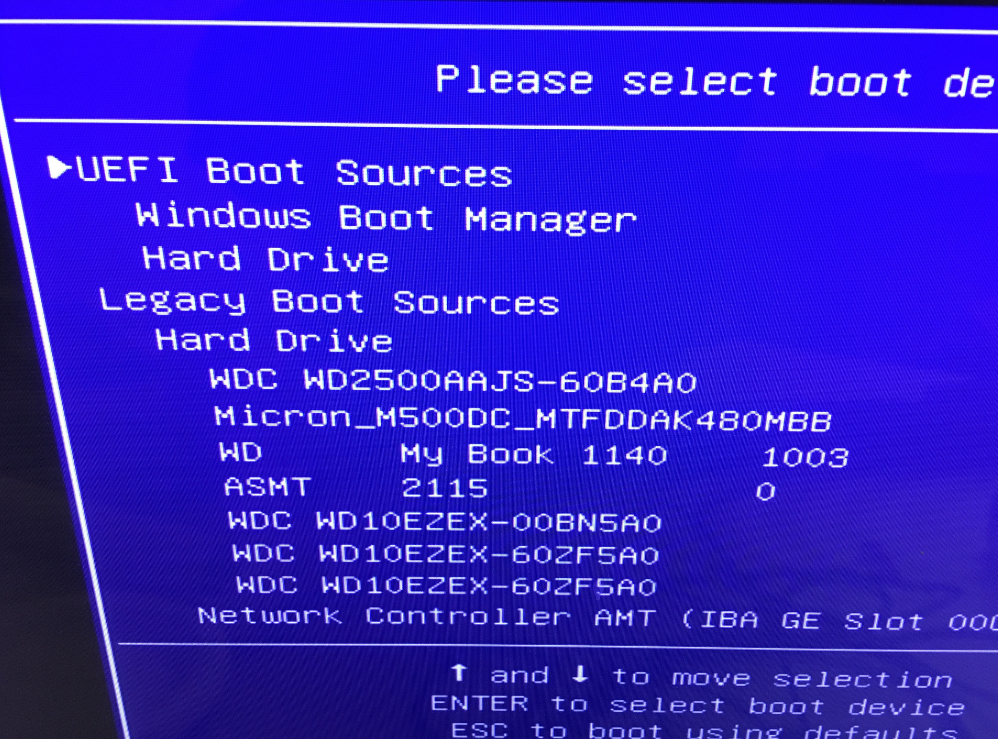 Please select boot de
UEFI Boot Sources
Windows Boot Manager
Hard Drive
Legacy Boot Sources
Hard Drive
WDC WD2500AAJS-60B4A0
Micron_M500DC_MTFDDAK480MBB
WD My Book 1140 1003
ASMT 2115 0
WDC WD10EZEX-00BN5A0
WDC WD10EZEX-60ZF5A0
WDC WD10EZEX-60ZF5A0
Network Controller AMT (IBA GE Slot 000
↑ and ↓ to move selection
ENTER to select boot device
ESC to boot using defaults